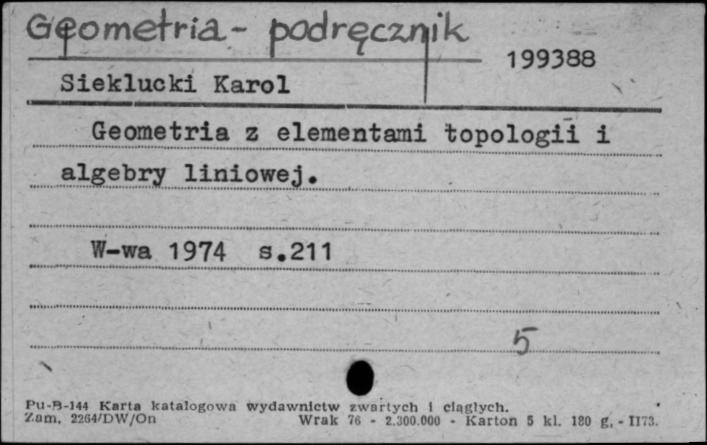 Geometria - podręcznik
199388
Sieklucki Karol
Geometria z elementami topologii i
algebry liniowej.
W-wa 1974 s.211
5
Pu-B-144 Karta katalogowa wydawnictw zwartych i ciągłych.
Zam. 2264/DW/On Wrak 76 - 2.300.000 - Karton 5 kl. 180 g. - II73.